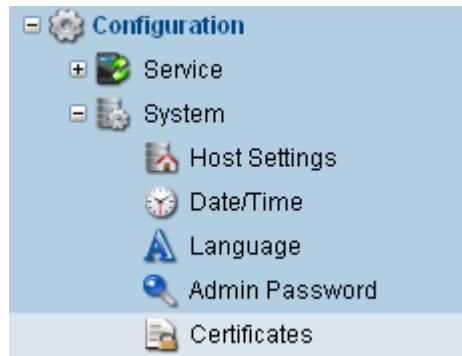 Configuration
Service
System
Host Settings
Date/Time
Language
Admin Password
Certificates